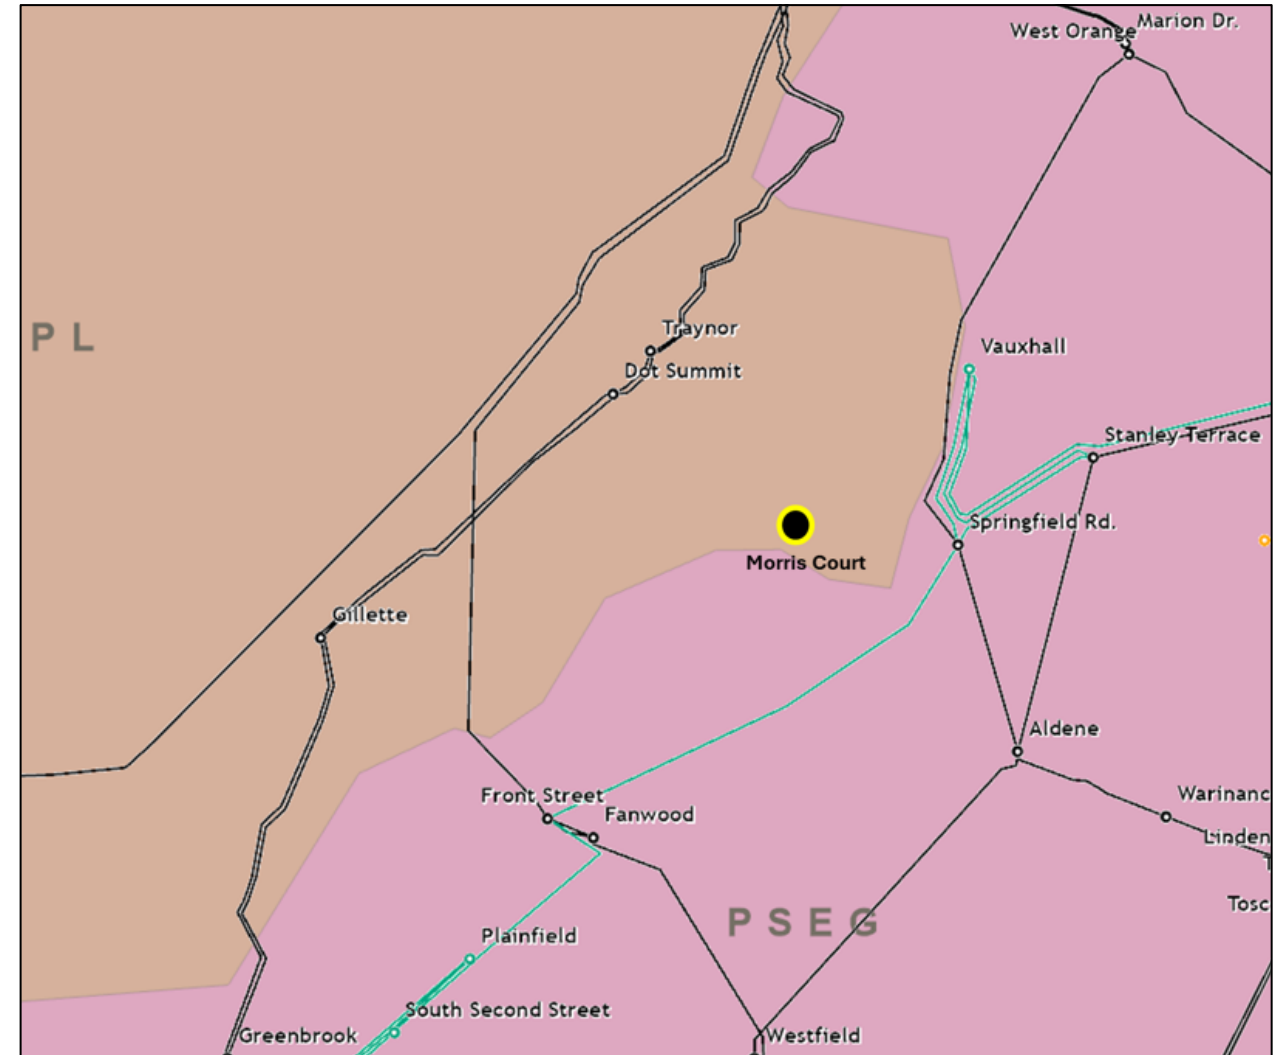 Marion Dr.
West Orange
Traynor
P L
Vauxhall
Dot Summit
Stanley Terrace
Springfield Rd.
Morris Court
Gillette
Aldene
Front Street
Warinanc
Fanwood
Linden
T
Tosc
P S E G
Plainfield
South Second Street
Greenbrook
Westfield